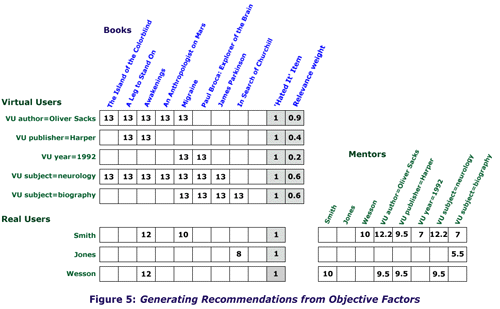 Books
The Island of the Colorblind
A Leg to Stand On
Awakenings
An Anthropologist on Mars
Migraine
Paul Broca: Explorer of the Brain
James Parkinson
In Search of Churchill
'Hated It' Item
Relevance weight
Virtual Users
VU author=Oliver Sacks 13 13 13 13 13 1 0.9
VU publisher=Harper 13 13 1 0.4
VU year=1992 13 13 1 0.2
VU subject=neurology 13 13 13 13 13 13 13 1 0.6
VU subject=biography 13 13 13 13 1 0.6
Real Users
Smith 12 10 1
Jones 8 1
Wesson 12 1
Mentors
Smith
Jones
Wesson
VU author=Oliver Sacks
VU publisher=Harper
VU year=1992
VU subject=neurology
VU subject=biography
10 12.2 9.5 7 12.2 7
5.5
10 9.5 9.5 9.5
Figure 5: Generating Recommendations from Objective Factors